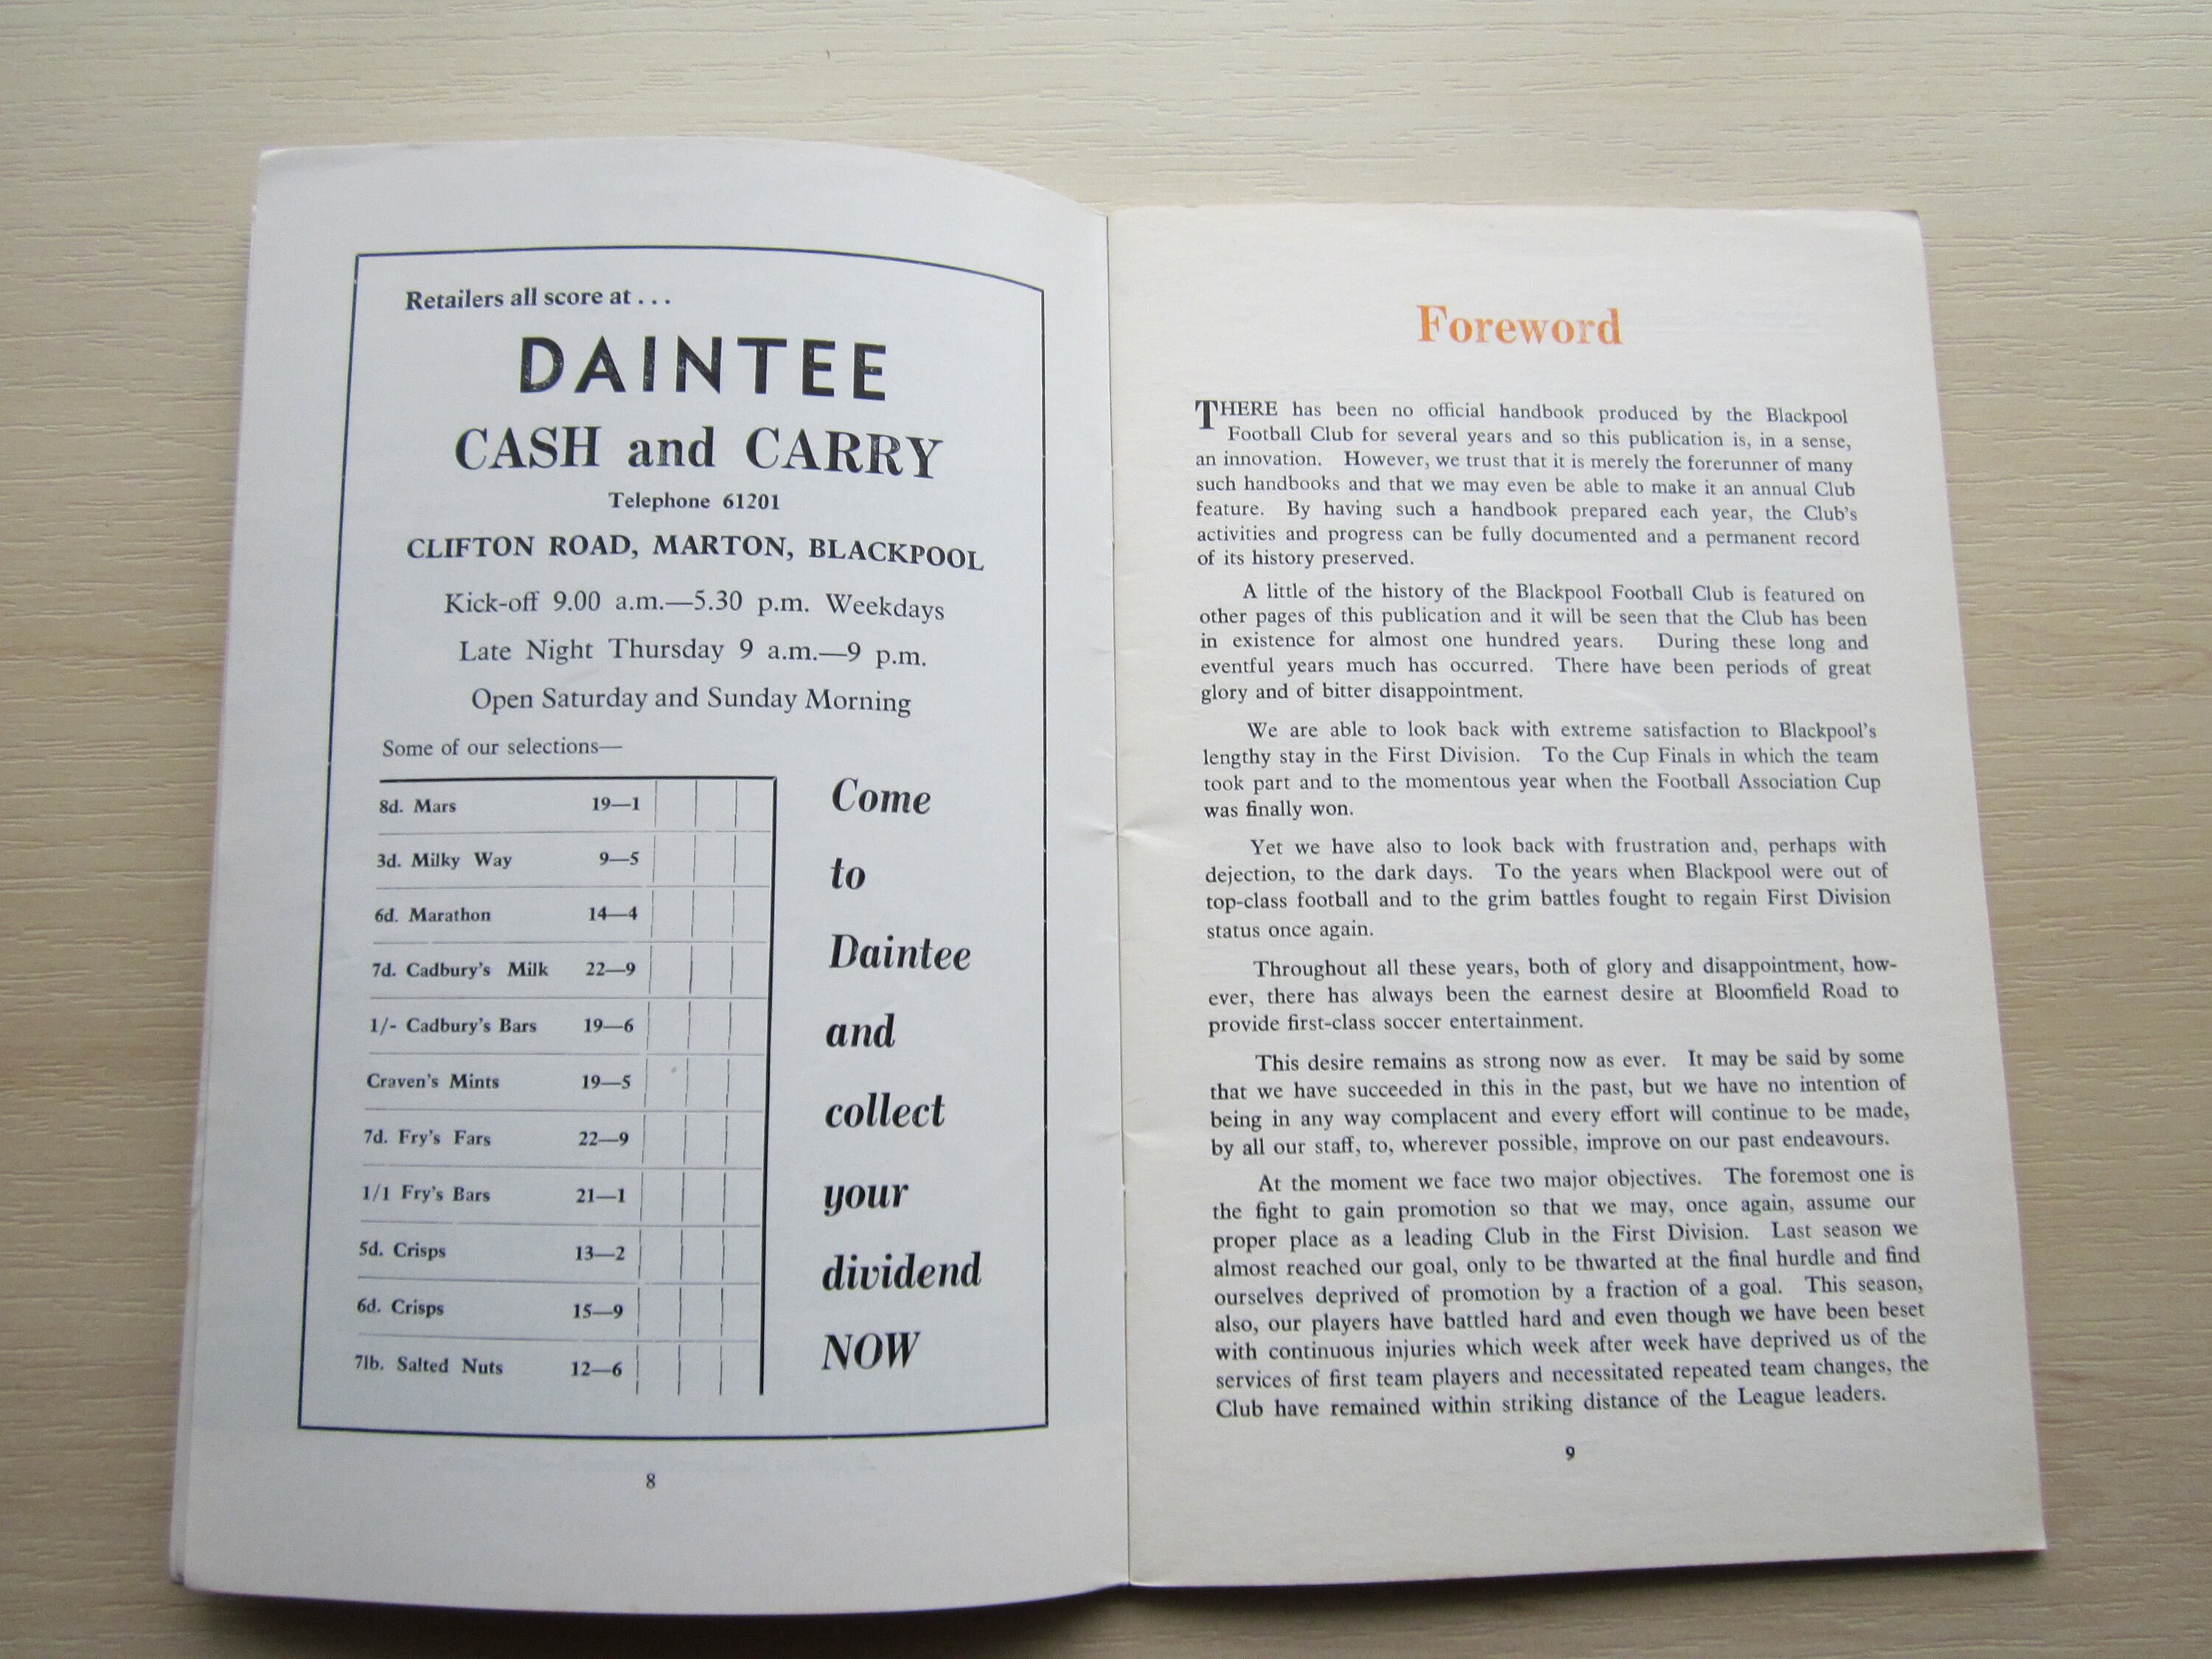 Retailers all score at . . .
DAINTEE
CASH and CARRY
Telephone 61201
CLIFTON ROAD, MARTON, BLACKPOOL
Kick-off 9.00 a.m.—5.30 p.m. Weekdays
Late Night Thursday 9 a.m.—9 p.m.
Open Saturday and Sunday Morning
Some of our selections—
8d. Mars 19—1
3d. Milky Way 9—5
6d. Marathon 14—4
7d. Cadbury's Milk 22—9
1/- Cadbury's Bars 19—6
Craven's Mints 19—5
7d. Fry's Fars 22—9
1/1 Fry's Bars 21—1
5d. Crisps 13—2
6d. Crisps 15—9
7lb. Salted Nuts 12—6
Come
to
Daintee
and
collect
your
dividend
NOW
8
Foreword
THERE has been no official handbook produced by the Blackpool
Football Club for several years and so this publication is, in a sense,
an innovation. However, we trust that it is merely the forerunner of many
such handbooks and that we may even be able to make it an annual Club
feature. By having such a handbook prepared each year, the Club's
activities and progress can be fully documented and a permanent record
of its history preserved.
A little of the history of the Blackpool Football Club is featured on
other pages of this publication and it will be seen that the Club has been
in existence for almost one hundred years. During these long and
eventful years much has occurred. There have been periods of great
glory and of bitter disappointment.
We are able to look back with extreme satisfaction to Blackpool's
lengthy stay in the First Division. To the Cup Finals in which the team
took part and to the momentous year when the Football Association Cup
was finally won.
Yet we have also to look back with frustration and, perhaps with
dejection, to the dark days. To the years when Blackpool were out of
top-class football and to the grim battles fought to regain First Division
status once again.
Throughout all these years, both of glory and disappointment, how-
ever, there has always been the earnest desire at Bloomfield Road to
provide first-class soccer entertainment.
This desire remains as strong now as ever. It may be said by some
that we have succeeded in this in the past, but we have no intention of
being in any way complacent and every effort will continue to be made,
by all our staff, to, wherever possible, improve on our past endeavours.
At the moment we face two major objectives. The foremost one is
the fight to gain promotion so that we may, once again, assume our
proper place as a leading Club in the First Division. Last season we
almost reached our goal, only to be thwarted at the final hurdle and find
ourselves deprived of promotion by a fraction of a goal. This season,
also, our players have battled hard and even though we have been beset
with continuous injuries which week after week have deprived us of the
services of first team players and necessitated repeated team changes, the
Club have remained within striking distance of the League leaders.
9